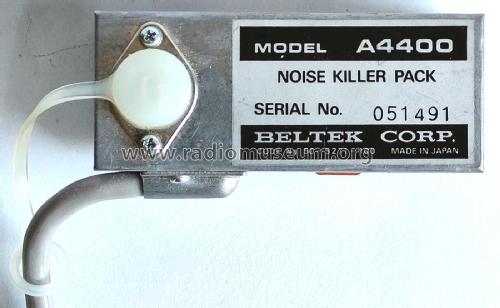 MODEL A4400
NOISE KILLER PACK
SERIAL No. 051491
BELTEK CORP.
MADE IN JAPAN
www.radiomuseum.org